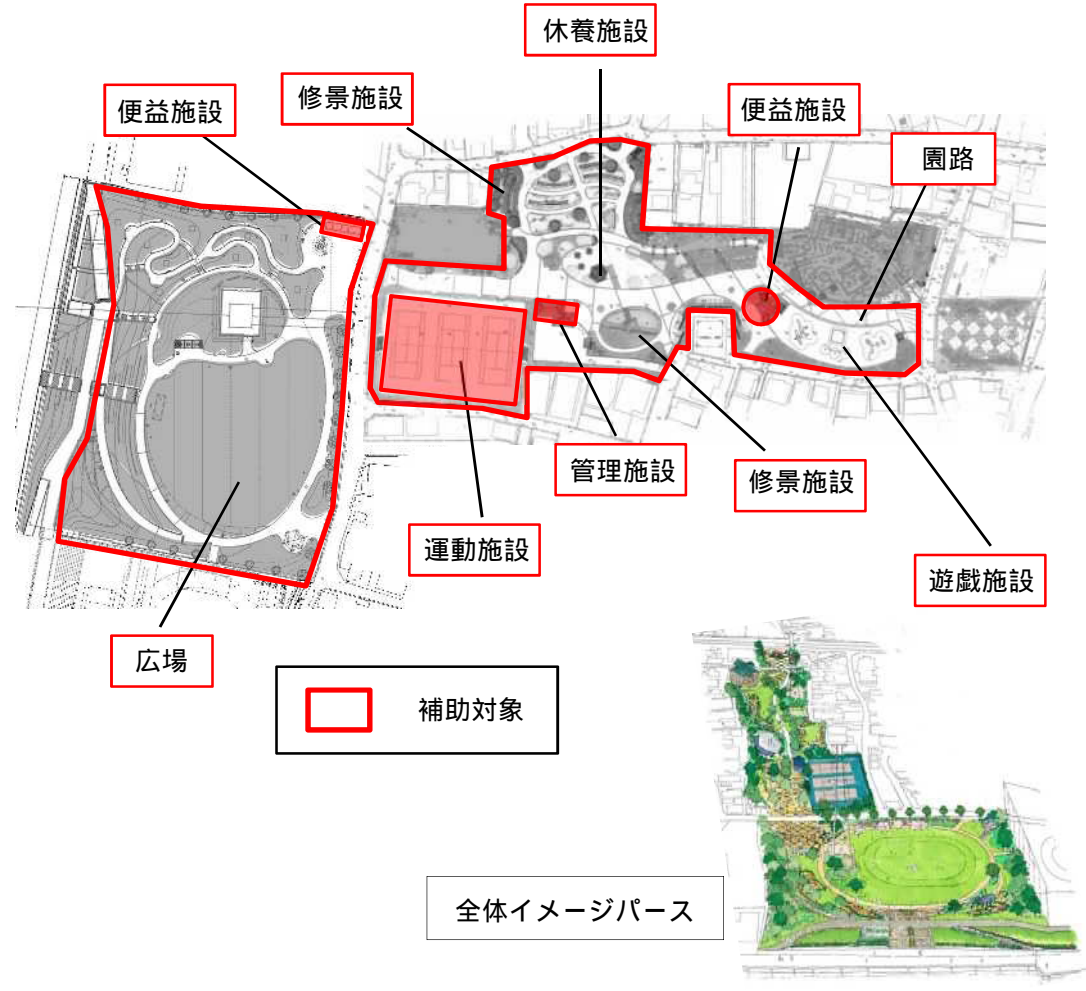 休養施設
便益施設
修景施設
便益施設
園路
管理施設
修景施設
運動施設
遊戯施設
広場
補助対象
全体イメージパース